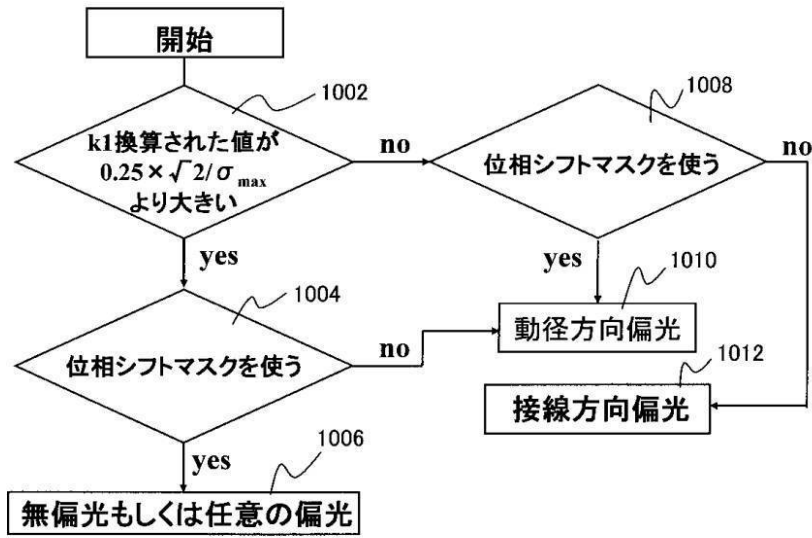 開始
1002
k1換算された値が
0.25×√2/σmax
より大きい
no
1008
位相シフトマスクを使う
no
yes
yes
1004
位相シフトマスクを使う
no
1010
動径方向偏光
1012
接線方向偏光
yes
1006
無偏光もしくは任意の偏光